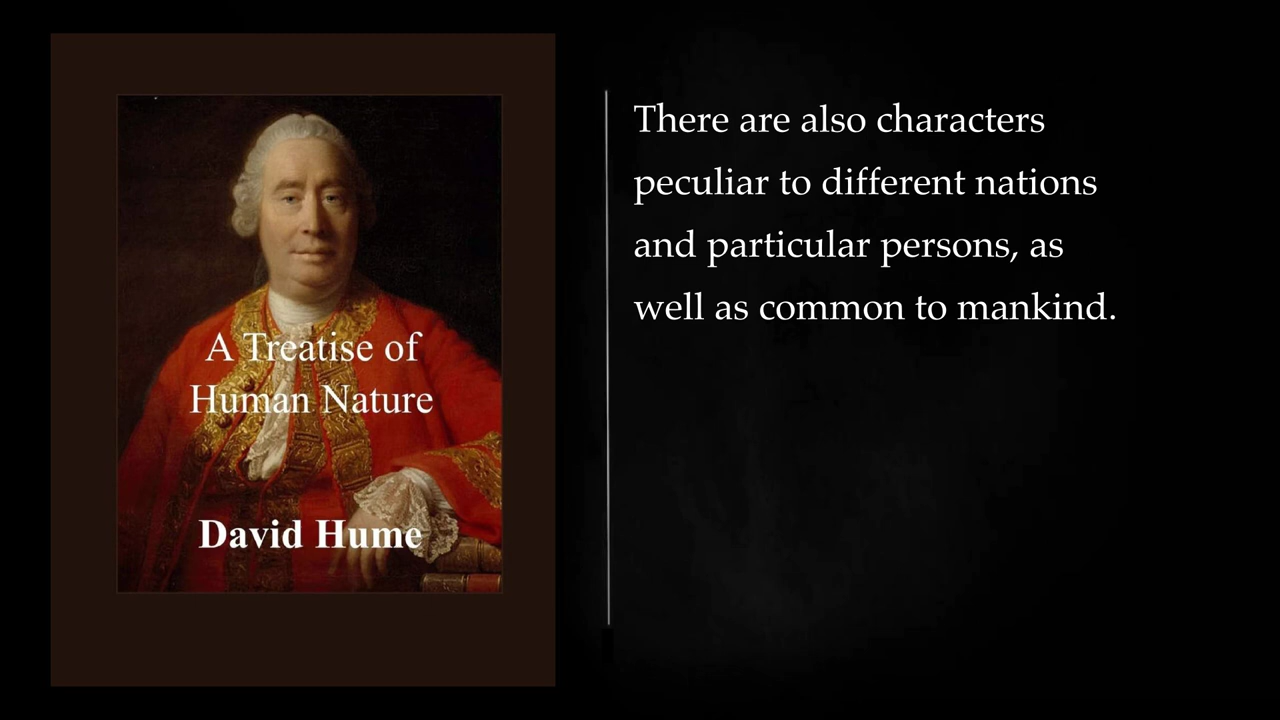 A Treatise of
Human Nature
David Hume
There are also characters
peculiar to different nations
and particular persons, as
well as common to mankind.